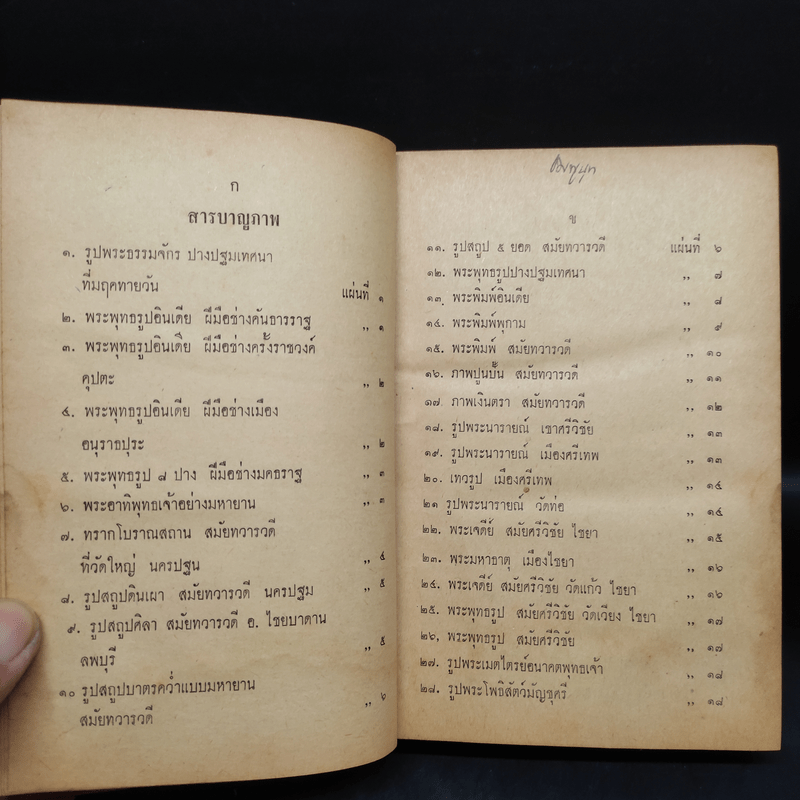 ก
สารบาญภาพ
๑. รูปพระธรรมจักร ปางปฐมเทศนา
ที่มฤคทายวัน แผ่นที่ ๑
๒. พระพุทธรูปอินเดีย ฝีมือช่างคันธารราฐ ,, ๑
๓. พระพุทธรูปอินเดีย ฝีมือช่างครั้งราชวงค์
คุปตะ ,, ๒
๔. พระพุทธรูปอินเดีย ฝีมือช่างเมือง
อนุราธปุระ ,, ๒
๕. พระพุทธรูป ๘ ปาง ฝีมือช่างมคธราฐ ,, ๓
๖. พระอาทิพุทธเจ้าอย่างมหายาน ,, ๓
๗. ทรากโบราณสถาน สมัยทวารวดี
ที่วัดใหญ่ นครปฐน ,, ๔
๘. รูปสถูปดินเผา สมัยทวารวดี นครปฐม ,, ๕
๙. รูปสถูปศิลา สมัยทวารวดี อ. ไชยบาดาน
ลพบุรี ,, ๕
๑๐ รูปสถูปบาตรคว่ำแบบมหายาน
สมัยทวารวดี ,, ๖
ข
๑๑. รูปสถูป ๕ ยอด สมัยทวารวดี แผ่นที่ ๖
๑๒. พระพุทธรูปปางปฐมเทศนา ,, ๗
๑๓. พระพิมพ์อินเดีย ,, ๘
๑๔. พระพิมพ์พุกาม ,, ๙
๑๕. พระพิมพ์ สมัยทวารวดี ,, ๑๐
๑๖. ภาพปูนปั้น สมัยทวารวดี ,, ๑๑
๑๗. ภาพเงินตรา สมัยทวารวดี ,, ๑๒
๑๘. รูปพระนารายณ์ เขาศรีวิชัย ,, ๑๓
๑๙. รูปพระนารายณ์ เมืองศรีเทพ ,, ๑๓
๒๐. เทวรูป เมืองศรีเทพ ,, ๑๔
๒๑ รูปพระนารายณ์ วัดท่อ ,, ๑๔
๒๒. พระเจดีย์ สมัยศรีวิชัย ไชยา ,, ๑๕
๒๓. พระมหาธาตุ เมืองไชยา ,, ๑๖
๒๔. พระเจดีย์ สมัยศรีวิชัย วัดแก้ว ไชยา ,, ๑๖
๒๕. พระพุทธรูป สมัยศรีวิชัย วัดเวียง ไชยา ,, ๑๗
๒๖, พระพุทธรูป สมัยศรีวิชัย ,, ๑๗
๒๗. รูปพระเมตไตรย์อนาคตพุทธเจ้า ,, ๑๘
๒๘. รูปพระโพธิสัตว์มัญชุศรี ,, ๑๘